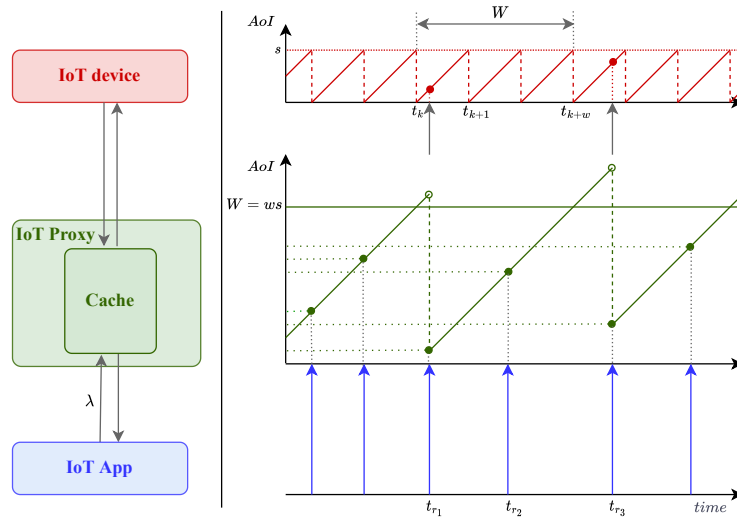 IoT device
IoT Proxy
Cache
λ
IoT App
AoI
W
s
t_k
t_{k+1}
t_{k+w}
AoI
W = ws
t_{r_1}
t_{r_2}
t_{r_3}
time